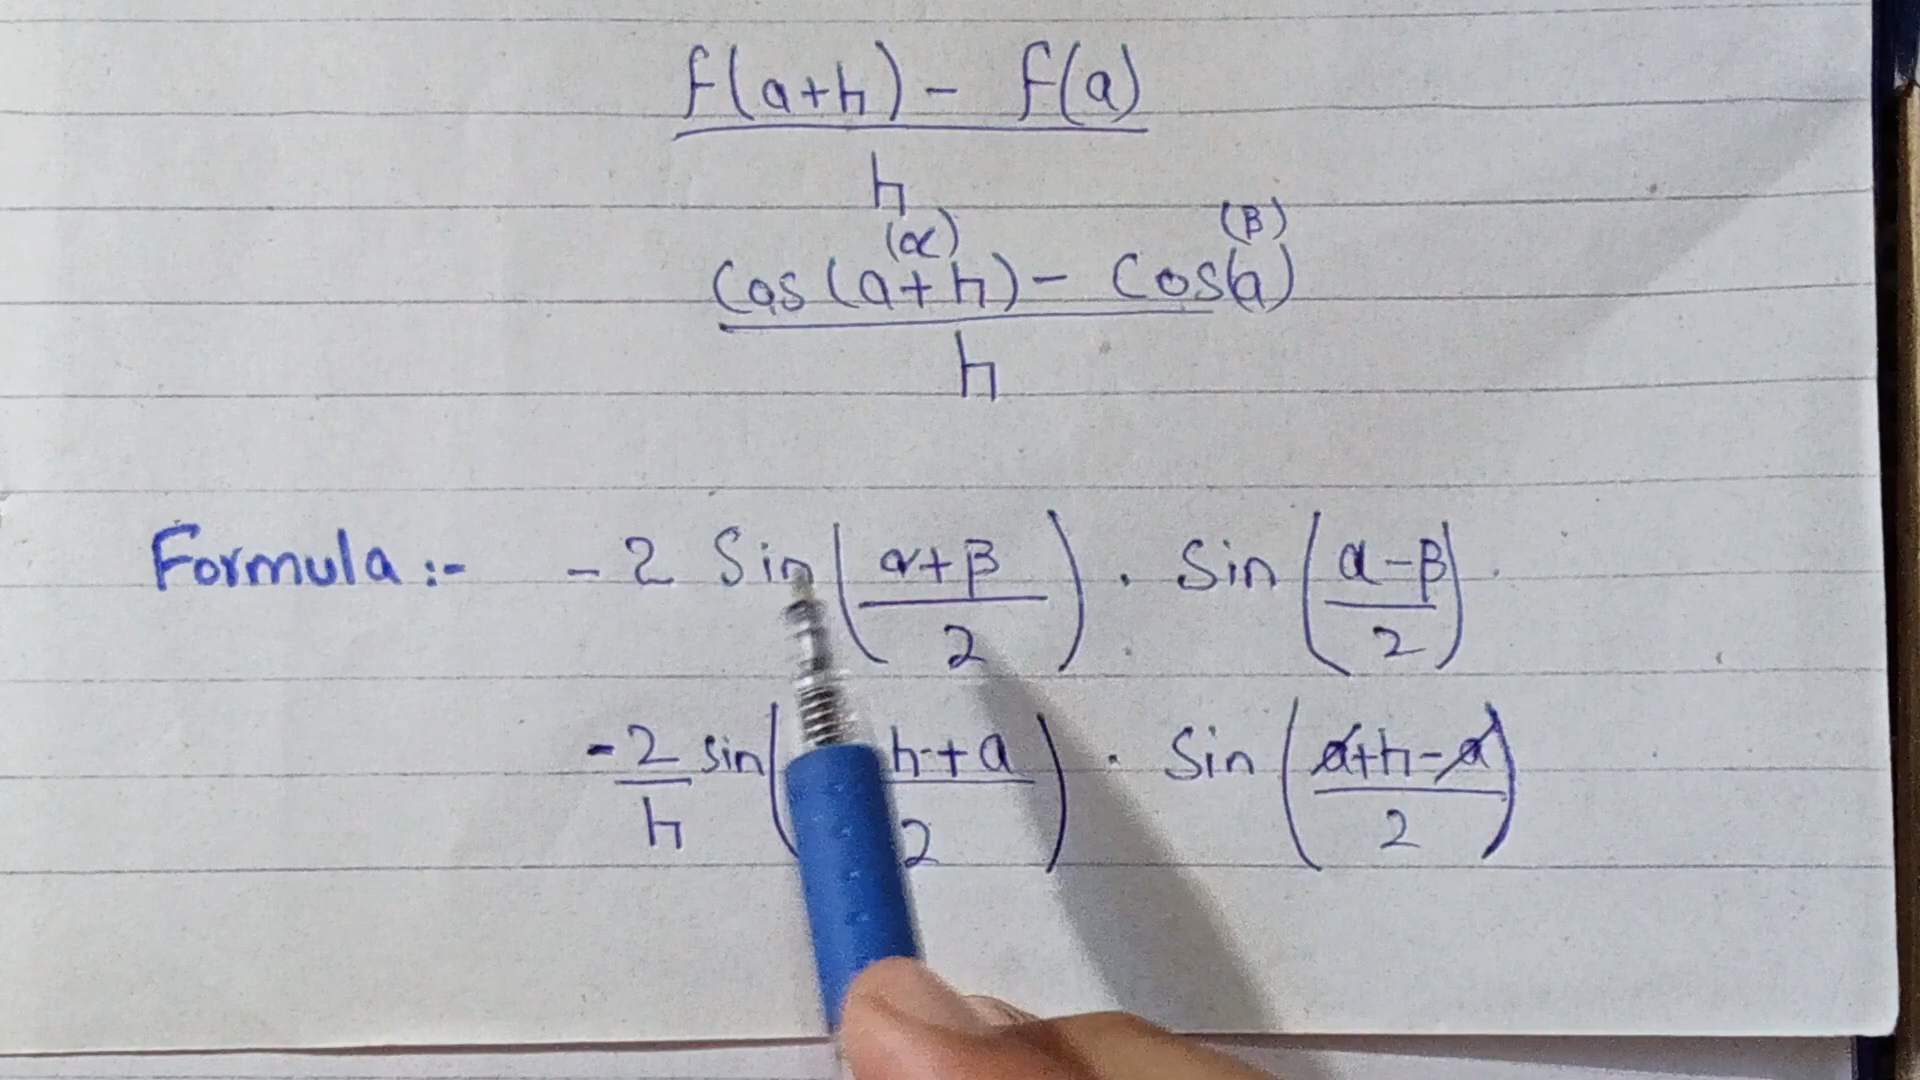 f(a+h) - f(a)
h
(α) (β)
Cos(a+h) - Cos(a)
h
Formula :- -2 Sin(α+β/2) . Sin(α-β/2)
-2/h sin( h+a/2) . Sin(a+h-a/2)